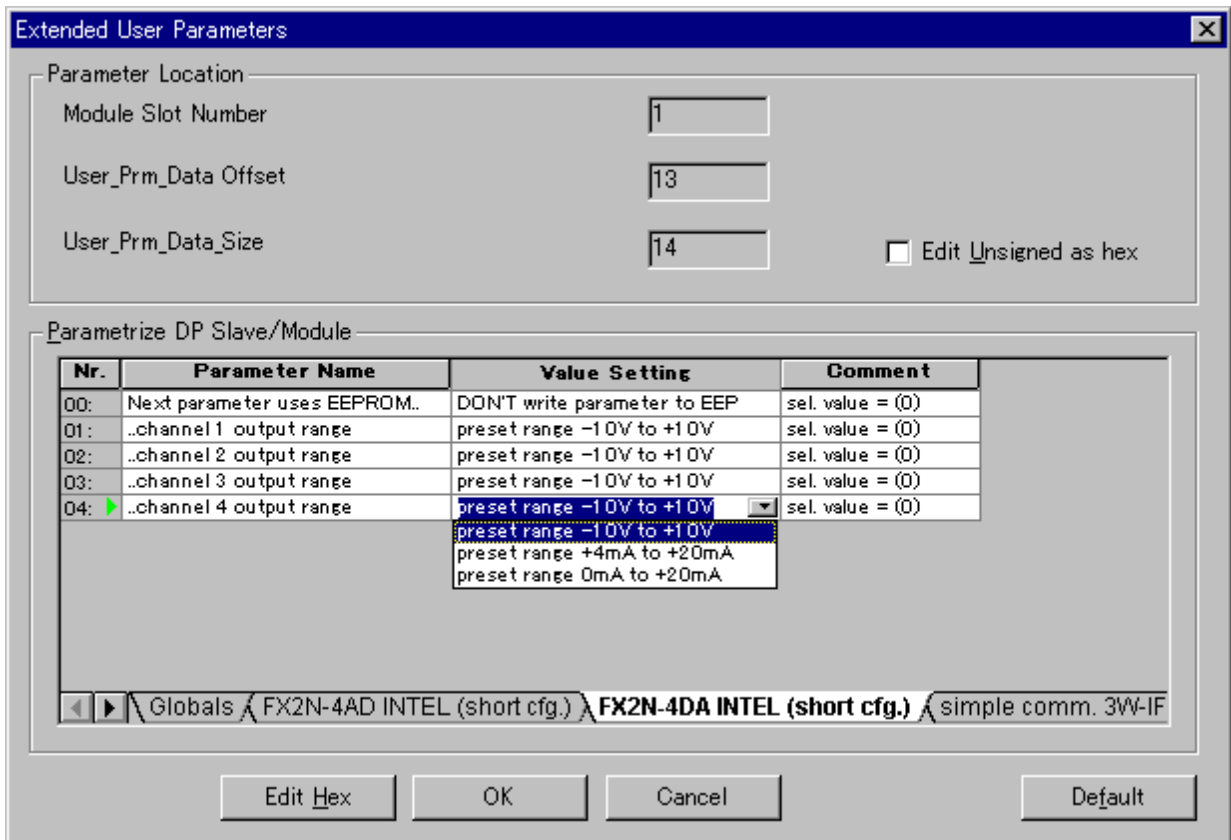 Extended User Parameters
Parameter Location
Module Slot Number 1
User_Prm_Data Offset 13
User_Prm_Data_Size 14 Edit Unsigned as hex
Parametrize DP Slave/Module
Nr. Parameter Name Value Setting Comment
00: Next parameter uses EEPROM.. DON'T write parameter to EEP sel. value = (0)
01: ..channel 1 output range preset range -10V to +10V sel. value = (0)
02: ..channel 2 output range preset range -10V to +10V sel. value = (0)
03: ..channel 3 output range preset range -10V to +10V sel. value = (0)
04: ..channel 4 output range preset range -10V to +10V sel. value = (0)
preset range -10V to +10V
preset range +4mA to +20mA
preset range 0mA to +20mA
Globals FX2N-4AD INTEL (short cfg.) FX2N-4DA INTEL (short cfg.) simple comm. 3W-IF
Edit Hex OK Cancel Default